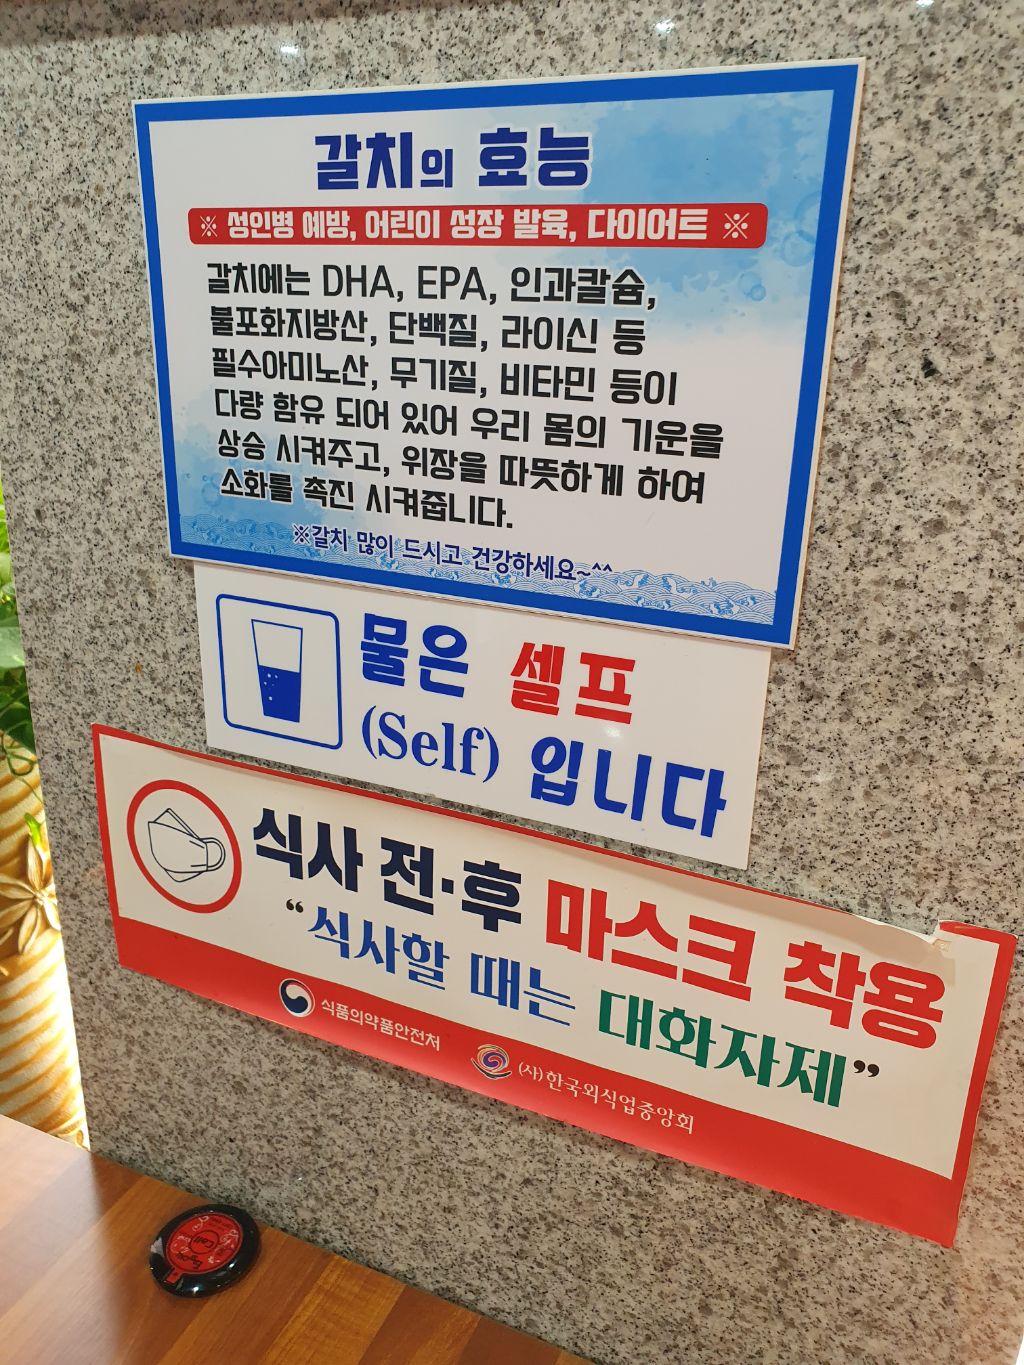 갈치의 효능
※ 성인병 예방, 어린이 성장 발육, 다이어트 ※
갈치에는 DHA, EPA, 인과칼슘,
불포화지방산, 단백질, 라이신 등
필수아미노산, 무기질, 비타민 등이
다량 함유 되어 있어 우리 몸의 기운을
상승 시켜주고, 위장을 따뜻하게 하여
소화를 촉진 시켜줍니다.
※갈치 많이 드시고 건강하세요~^^
물은 셀프
(Self) 입니다
식사 전·후 마스크 착용
“식사할 때는 대화자제”
식품의약품안전처
(사)한국외식업중앙회
Call